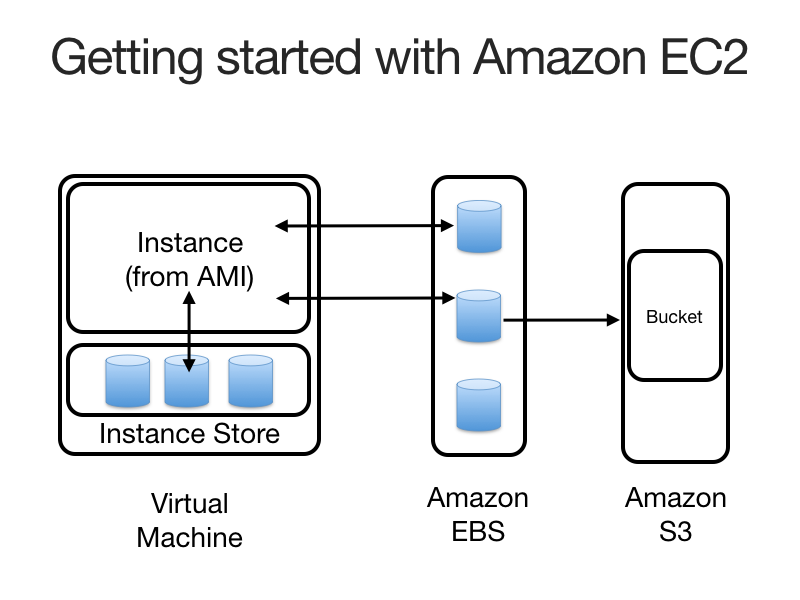 Getting started with Amazon EC2
Instance
(from AMI)
Bucket
Instance Store
Virtual
Machine
Amazon
EBS
Amazon
S3